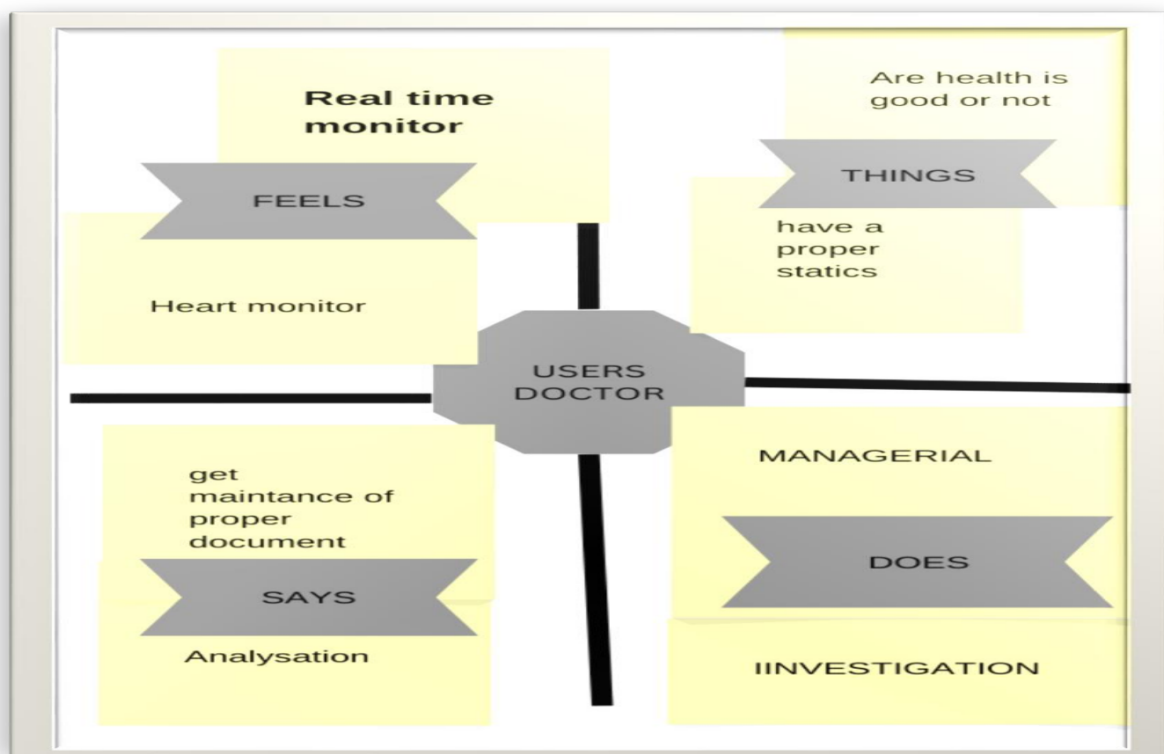 Real time
monitor
FEELS
Heart monitor
Are health is
good or not
THINGS
have a
proper
statics
USERS
DOCTOR
get
maintance of
proper
document
SAYS
Analysation
MANAGERIAL
DOES
IINVESTIGATION